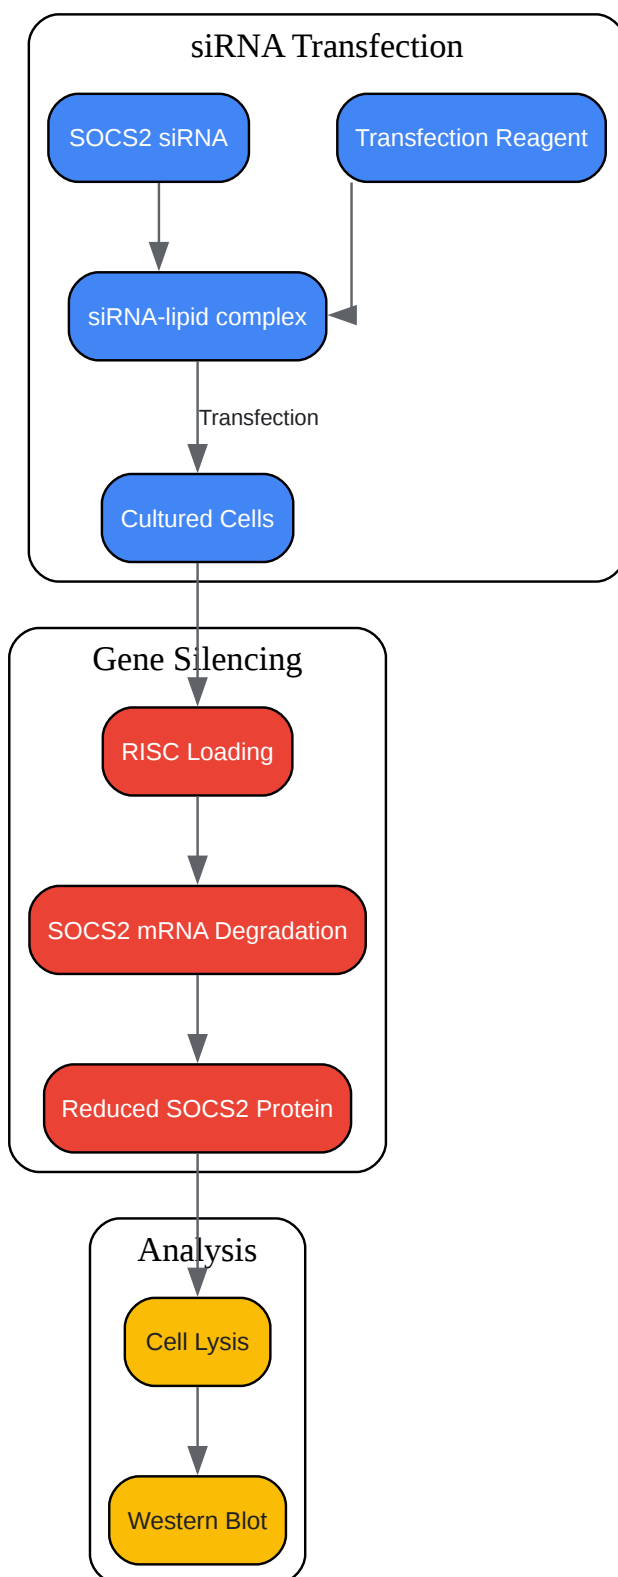 siRNA Transfection
SOCS2 siRNA
Transfection Reagent
siRNA-lipid complex
Transfection
Cultured Cells
Gene Silencing
RISC Loading
SOCS2 mRNA Degradation
Reduced SOCS2 Protein
Analysis
Cell Lysis
Western Blot